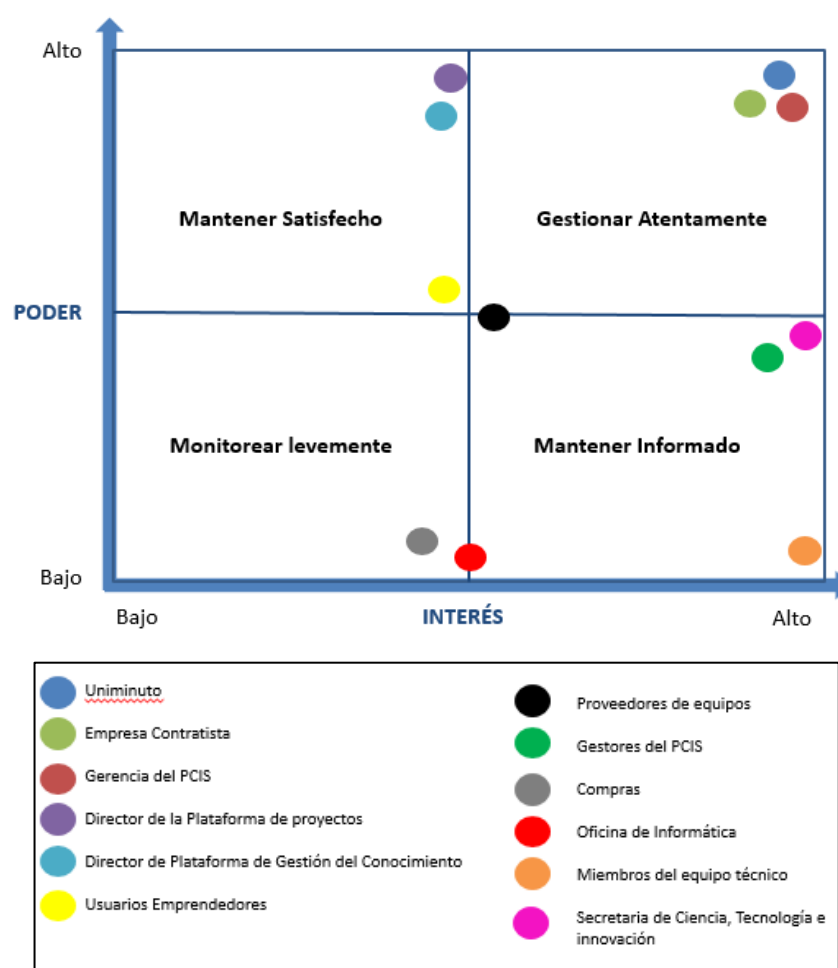 Alto
Mantener Satisfecho
Gestionar Atentamente
PODER
Monitorear levemente
Mantener Informado
Bajo
Bajo
INTERÉS
Alto
Uniminuto
Empresa Contratista
Gerencia del PCIS
Director de la Plataforma de proyectos
Director de Plataforma de Gestión del Conocimiento
Usuarios Emprendedores
Proveedores de equipos
Gestores del PCIS
Compras
Oficina de Informática
Miembros del equipo técnico
Secretaria de Ciencia, Tecnología e
innovación